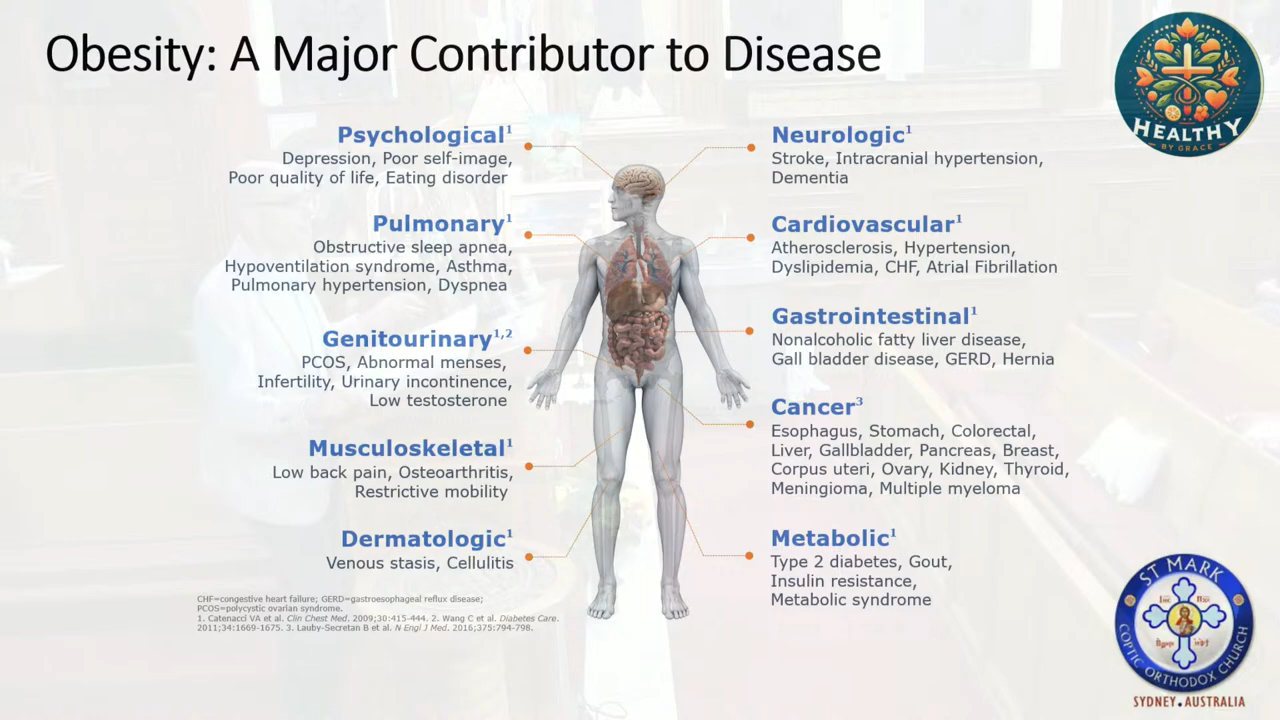 Obesity: A Major Contributor to Disease
HEALTHY
BY GRACE
Psychological¹
Depression, Poor self-image,
Poor quality of life, Eating disorder
Pulmonary¹
Obstructive sleep apnea,
Hypoventilation syndrome, Asthma,
Pulmonary hypertension, Dyspnea
Genitourinary¹,²
PCOS, Abnormal menses,
Infertility, Urinary incontinence,
Low testosterone
Musculoskeletal¹
Low back pain, Osteoarthritis,
Restrictive mobility
Dermatologic¹
Venous stasis, Cellulitis
Neurologic¹
Stroke, Intracranial hypertension,
Dementia
Cardiovascular¹
Atherosclerosis, Hypertension,
Dyslipidemia, CHF, Atrial Fibrillation
Gastrointestinal¹
Nonalcoholic fatty liver disease,
Gall bladder disease, GERD, Hernia
Cancer³
Esophagus, Stomach, Colorectal,
Liver, Gallbladder, Pancreas, Breast,
Corpus uteri, Ovary, Kidney, Thyroid,
Meningioma, Multiple myeloma
Metabolic¹
Type 2 diabetes, Gout,
Insulin resistance,
Metabolic syndrome
CHF=congestive heart failure; GERD=gastroesophageal reflux disease;
PCOS=polycystic ovarian syndrome.
1. Catenacci VA et al. Clin Chest Med. 2009;30:415-444. 2. Wang C et al. Diabetes Care.
2011;34:1669-1675. 3. Lauby-Secretan B et al. N Engl J Med. 2016;375:794-798.
ST MARK
COPTIC ORTHODOX CHURCH
SYDNEY.AUSTRALIA